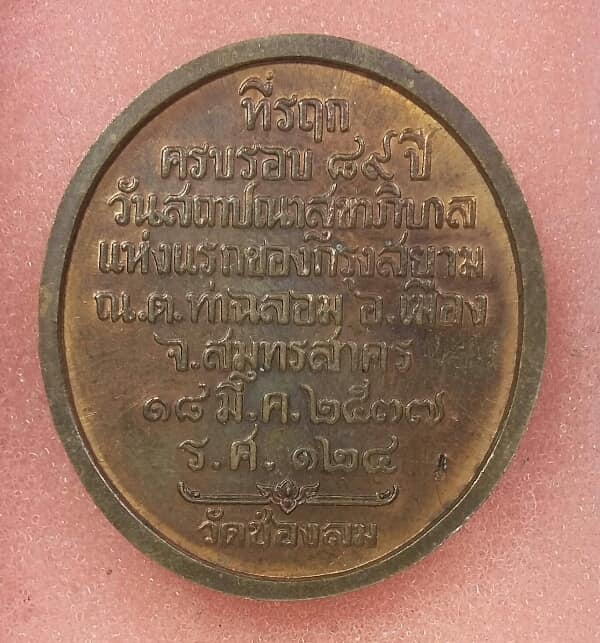 ที่รฤก
ครบรอบ ๘๙ ปี
วันสถาปณาสุขาภิบาล
แห่งแรกของกรุงสยาม
ณ.ต.ท่าฉลอม อ.เมือง
จ.สมุทรสาคร
๑๘ มี.ค.๒๕๓๗
ร.ศ.๑๒๔
วัดช่องลม